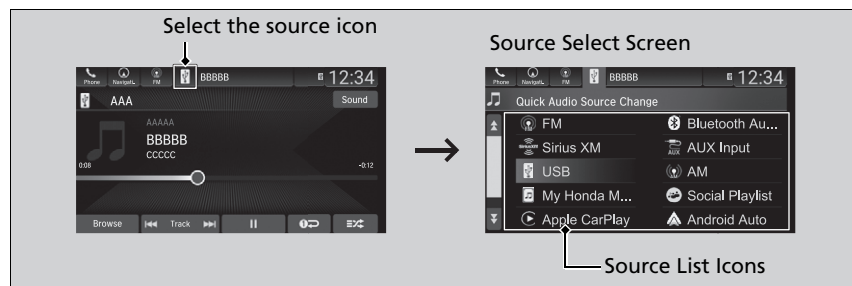 Select the source icon
Phone Navigati.. FM BBBBB 12:34
AAA Sound
AAAAA
BBBBB
CCCCC
0:08 -0:12
Browse Track
Source Select Screen
Phone Navigati.. FM BBBBB 12:34
Quick Audio Source Change
FM Bluetooth Au...
Sirius XM AUX Input
USB AM
My Honda M... Social Playlist
Apple CarPlay Android Auto
Source List Icons